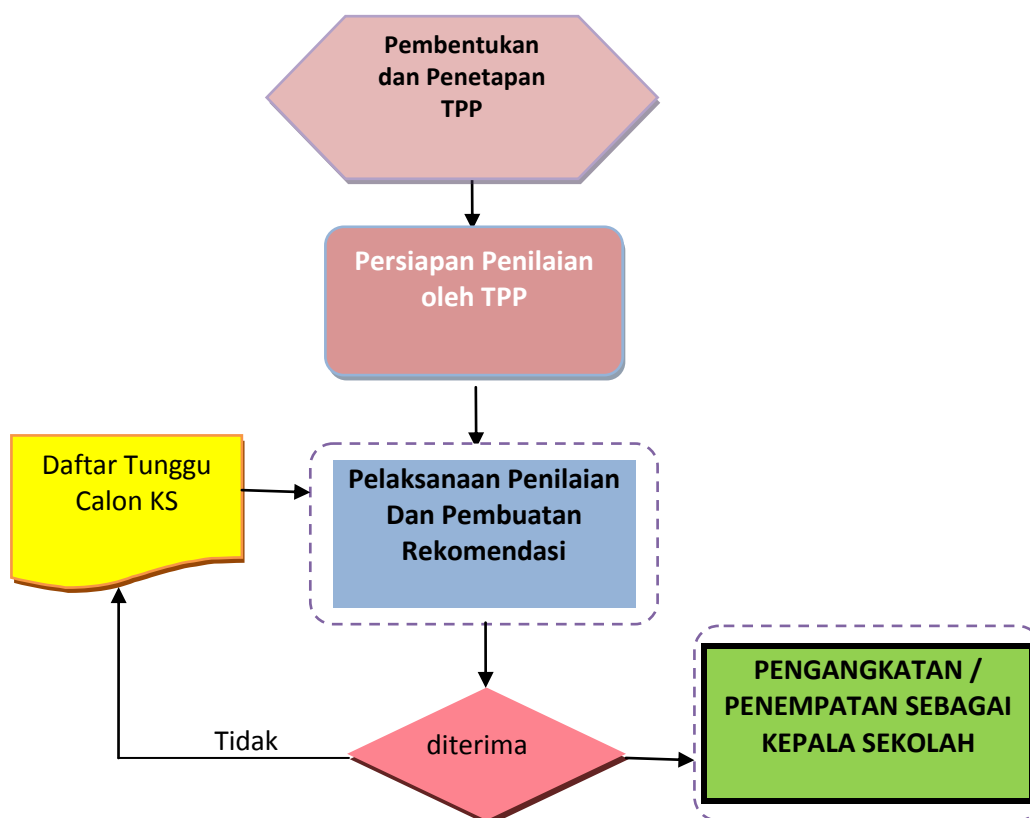 Pembentukan
dan Penetapan
TPP
Persiapan Penilaian
oleh TPP
Daftar Tunggu
Calon KS
Pelaksanaan Penilaian
Dan Pembuatan
Rekomendasi
Tidak
diterima
PENGANGKATAN /
PENEMPATAN SEBAGAI
KEPALA SEKOLAH